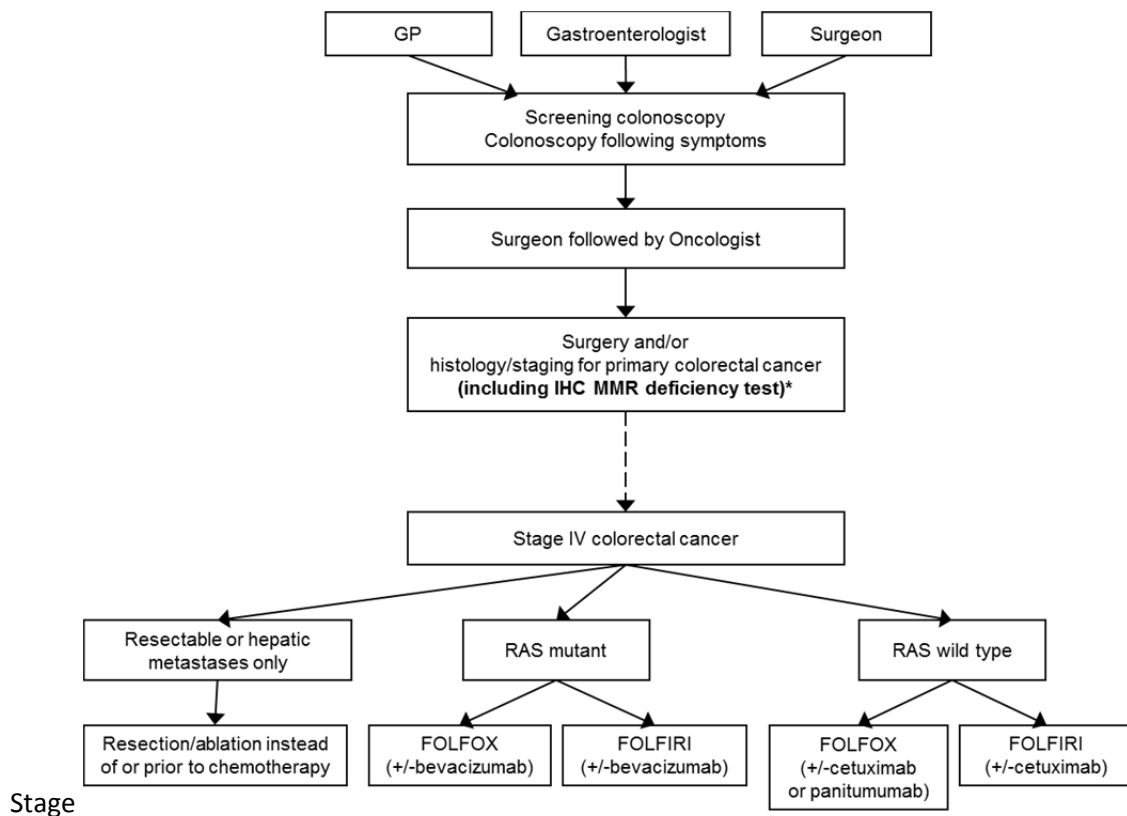 GP
Gastroenterologist
Surgeon
Screening colonoscopy
Colonoscopy following symptoms
Surgeon followed by Oncologist
Surgery and/or
histology/staging for primary colorectal cancer
(including IHC MMR deficiency test)*
Stage IV colorectal cancer
Resectable or hepatic
metastases only
RAS mutant
RAS wild type
Resection/ablation instead
of or prior to chemotherapy
FOLFOX
(+/-bevacizumab)
FOLFIRI
(+/-bevacizumab)
FOLFOX
(+/-cetuximab
or panitumumab)
FOLFIRI
(+/-cetuximab)
Stage